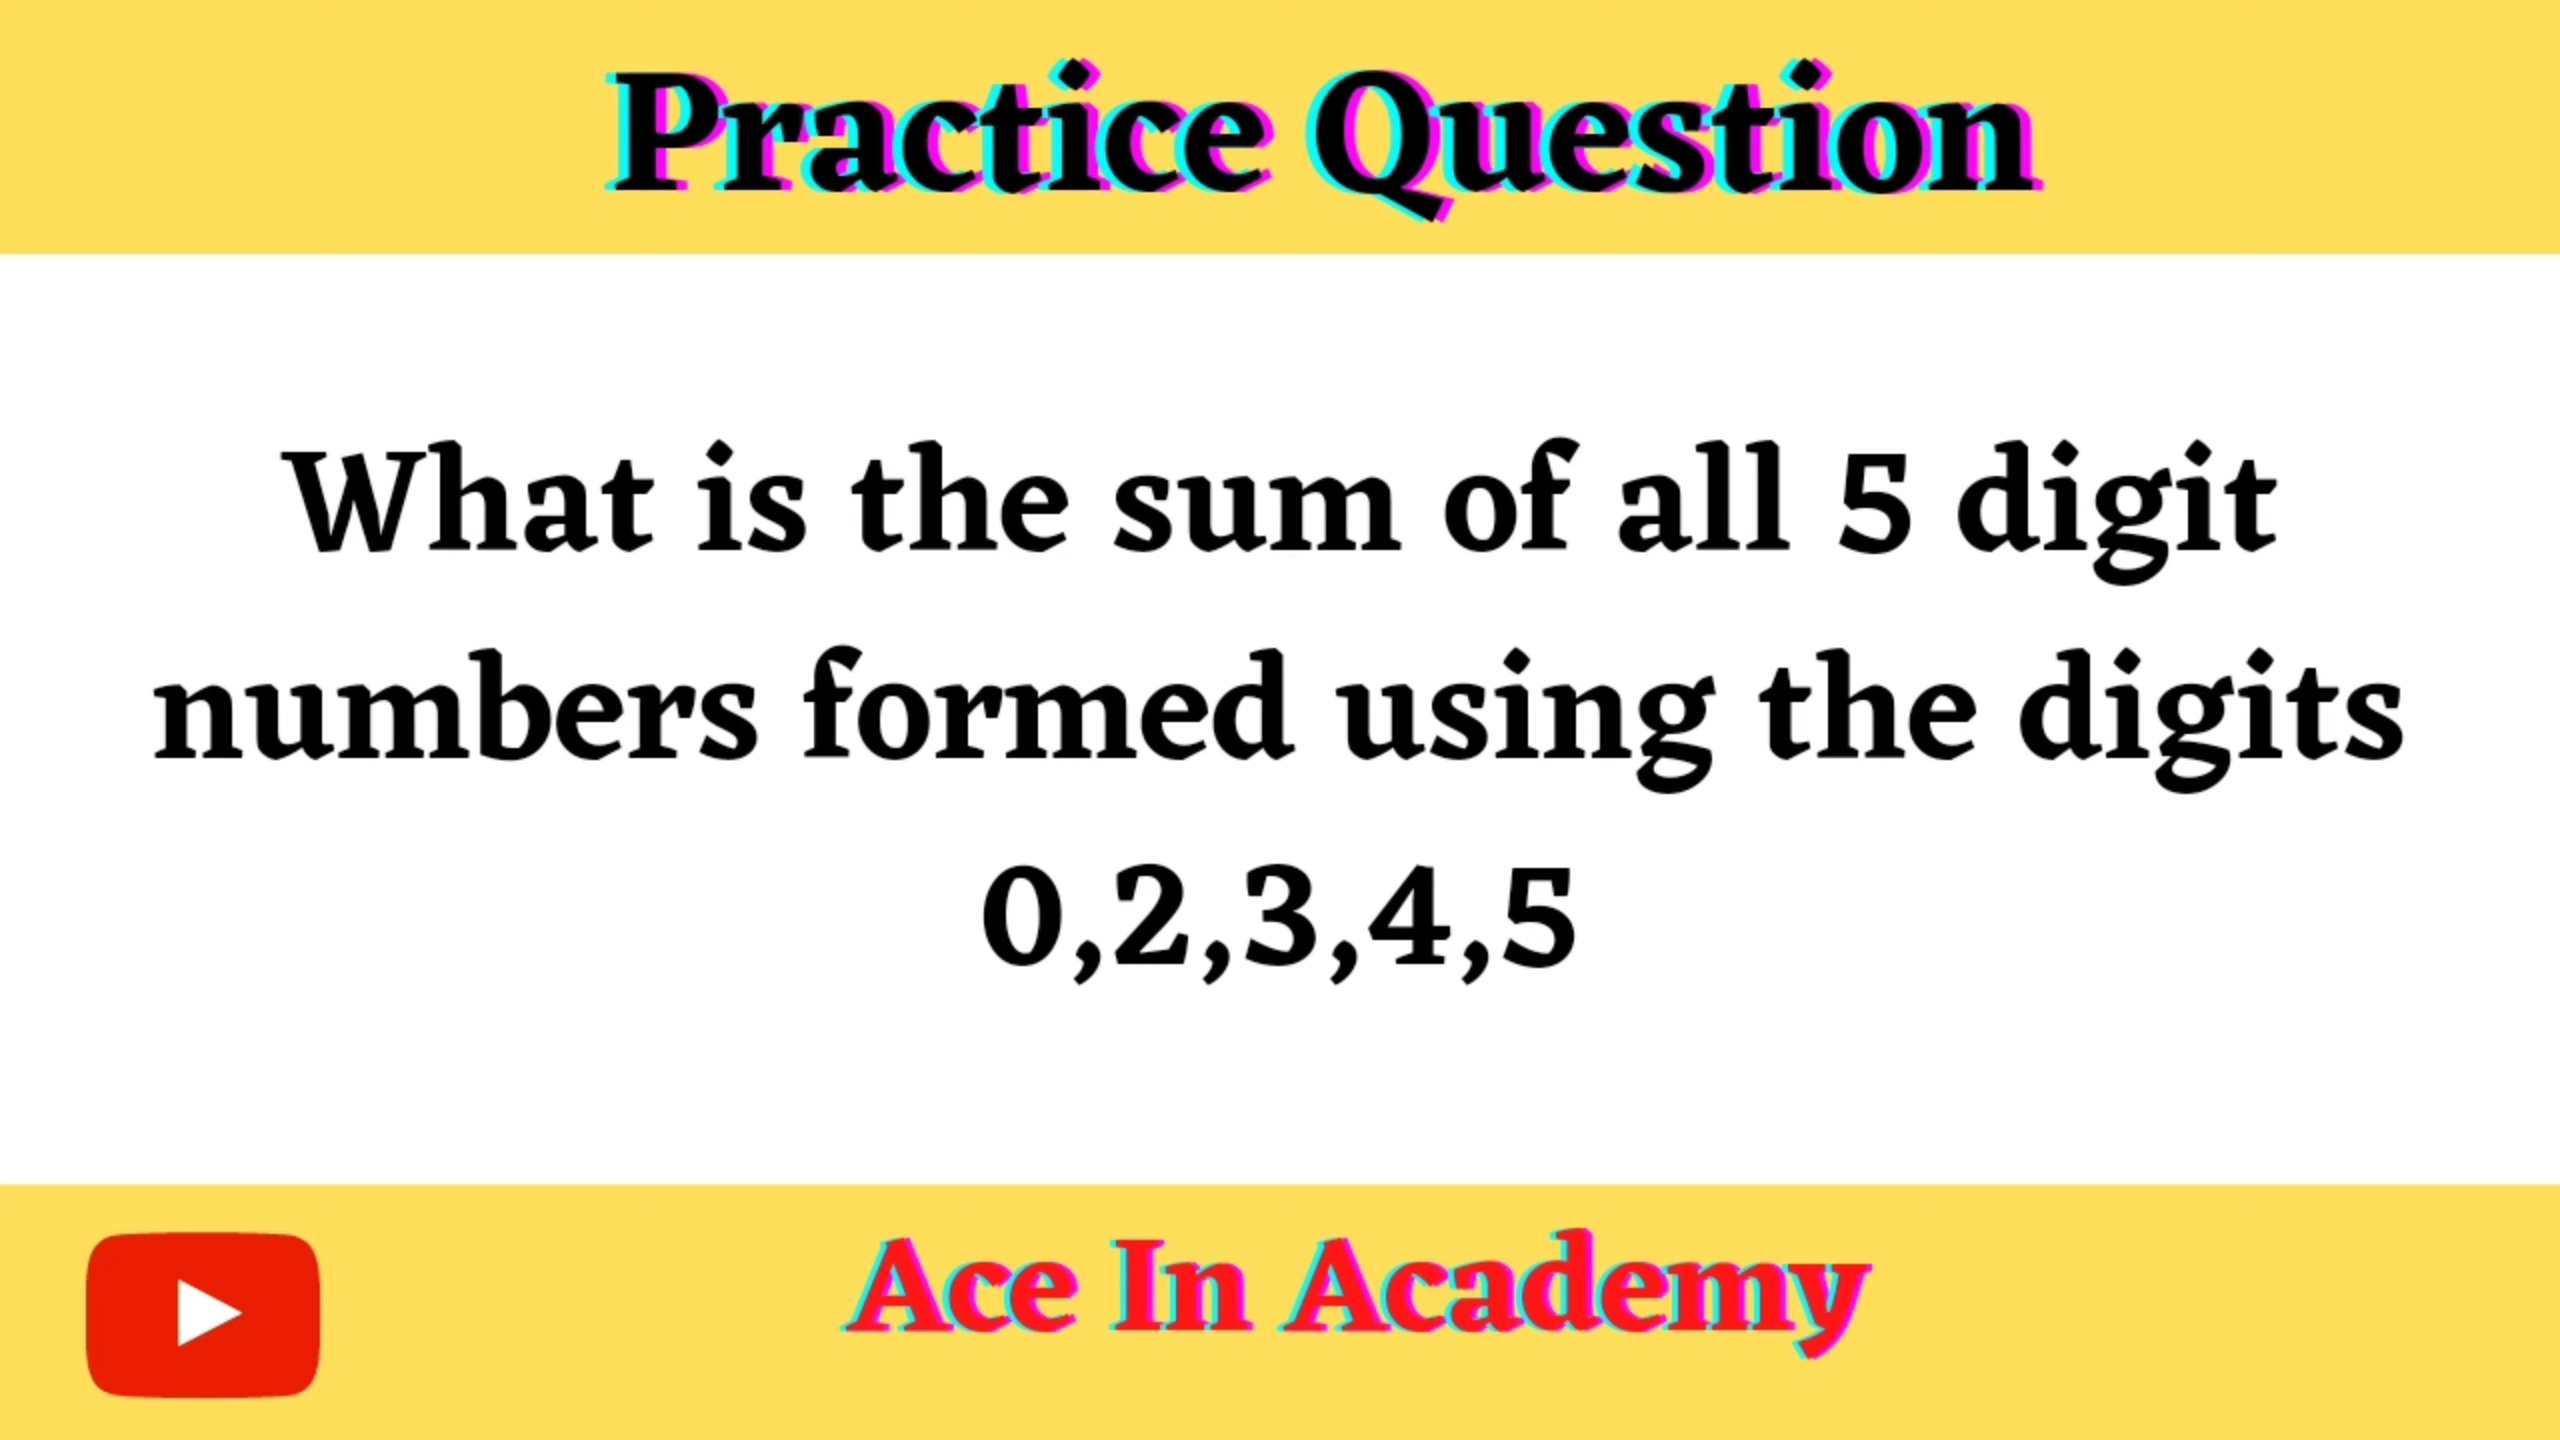 Practice Question
What is the sum of all 5 digit
numbers formed using the digits
0,2,3,4,5
Ace In Academy